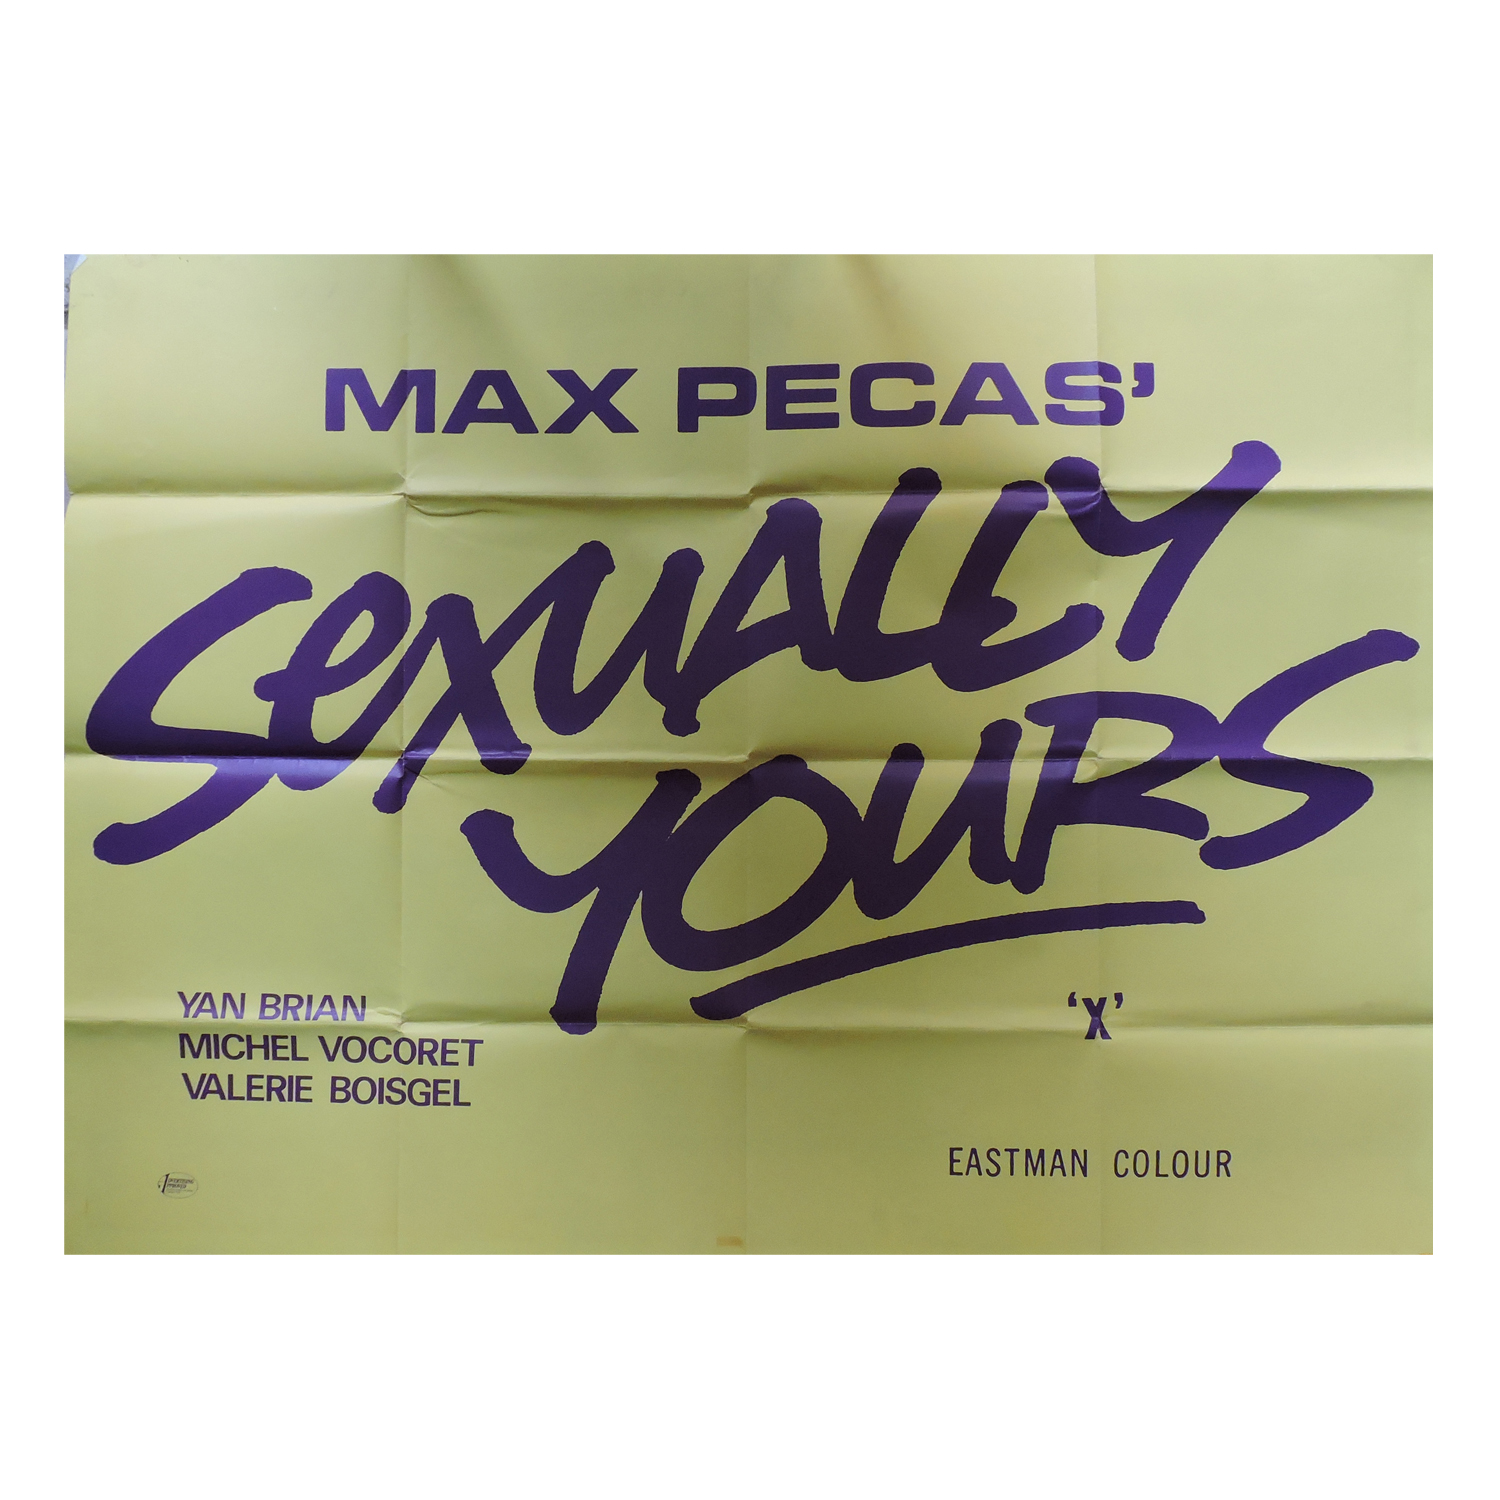 MAX PECAS'
SEXUALLY
YOURS
YAN BRIAN
MICHEL VOCORET
VALERIE BOISGEL
'X'
EASTMAN COLOUR